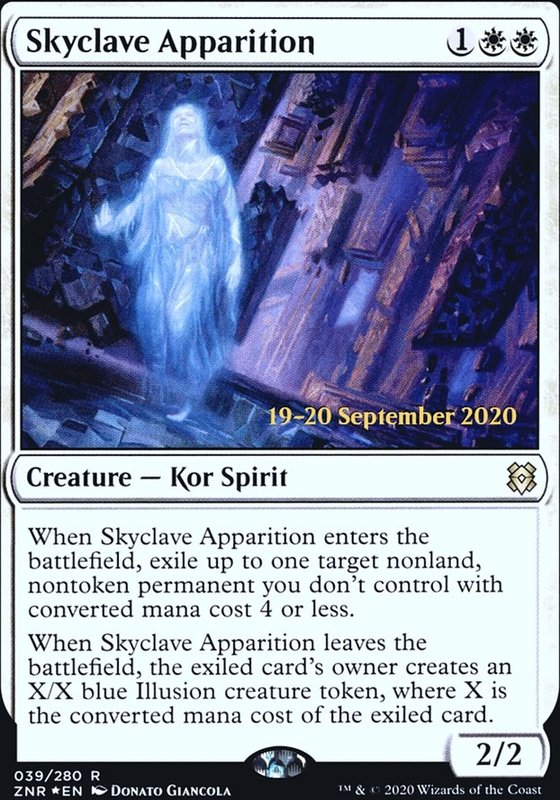 Skyclave Apparition 1
19-20 September 2020
Creature — Kor Spirit
When Skyclave Apparition enters the
battlefield, exile up to one target nonland,
nontoken permanent you don't control with
converted mana cost 4 or less.
When Skyclave Apparition leaves the
battlefield, the exiled card's owner creates an
X/X blue Illusion creature token, where X is
the converted mana cost of the exiled card.
2/2
039/280 R
ZNR ★ EN Donato Giancola
™ & © 2020 Wizards of the Coast